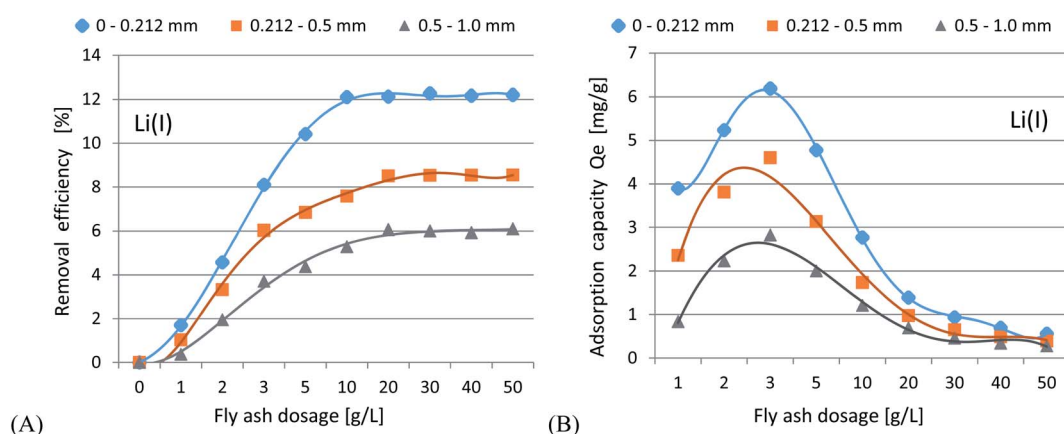 0 - 0.212 mm 0.212 - 0.5 mm 0.5 - 1.0 mm
14
12
10
8
6
4
2
0
Removal efficiency [%]
Li(I)
0 1 2 3 5 10 20 30 40 50
Fly ash dosage [g/L]
(A)
0 - 0.212 mm 0.212 - 0.5 mm 0.5 - 1.0 mm
7
6
5
4
3
2
1
0
Adsorption capacity Qe [mg/g]
Li(I)
1 2 3 5 10 20 30 40 50
Fly ash dosage [g/L]
(B)